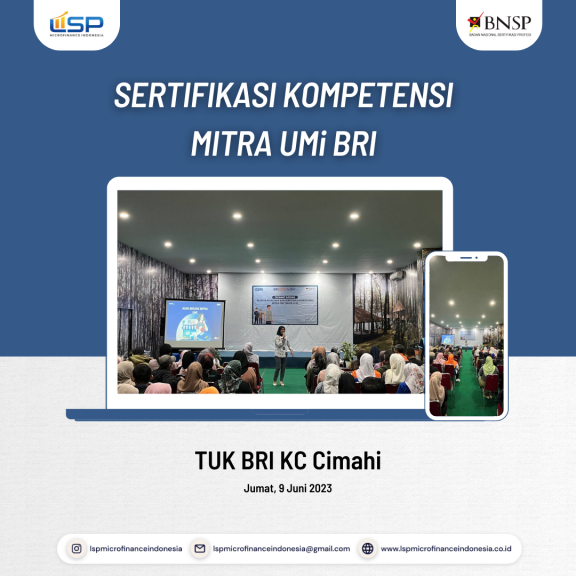 LSP
MICROFINANCE INDONESIA
BNSP
BADAN NASIONAL SERTIFIKASI PROFESI
SERTIFIKASI KOMPETENSI
MITRA UMi BRI
TUK BRI KC Cimahi
Jumat, 9 Juni 2023
lspmicrofinanceindonesia
lspmicrofinanceindonesia@gmail.com
www.lspmicrofinanceindonesia.co.id